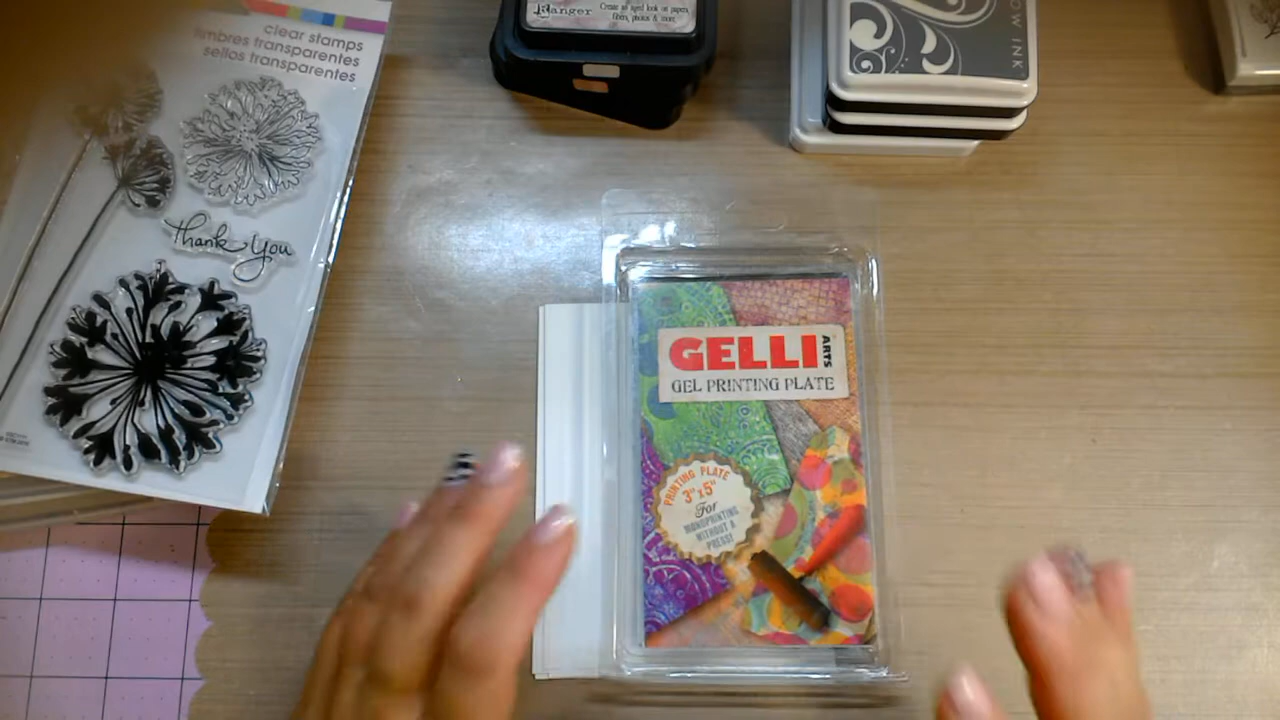 clear stamps
timbres transparentes
sellos transparentes
Thank You
Ranger
Create an aged look on papers,
fibers, photos & more.
OW INK
GELLI
ARTS
GEL PRINTING PLATE
PRINTING PLATE
3"x5"
For
MONOPRINTING
WITHOUT A
PRESS!